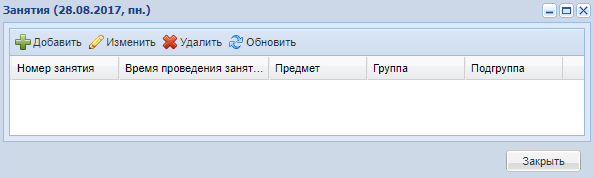 Занятия (28.08.2017, пн.)
Добавить Изменить Удалить Обновить
Номер занятия Время проведения занят... Предмет Группа Подгруппа
Закрыть